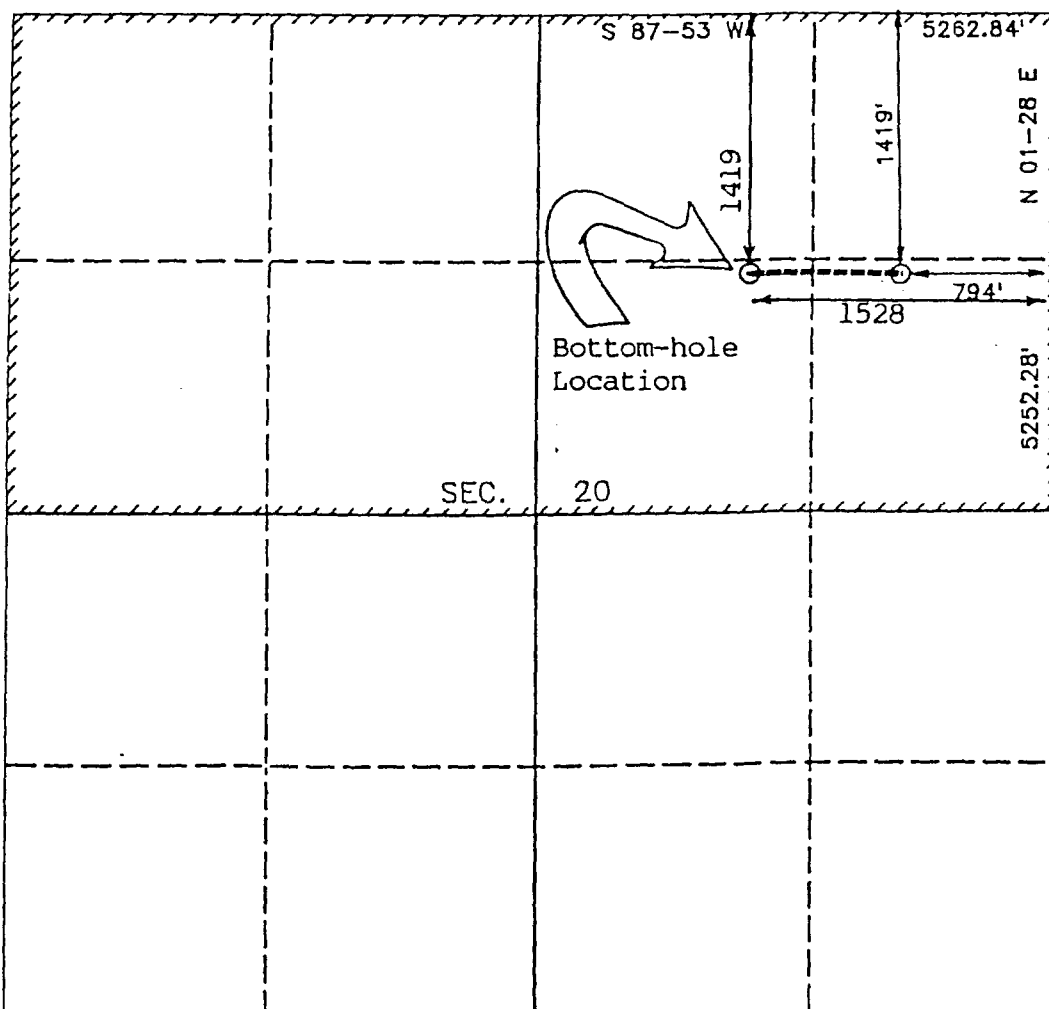 S 87-53 W
5262.84'
N 01-28 E
1419
1419'
794'
1528
Bottom-hole
Location
5252.28'
SEC. 20